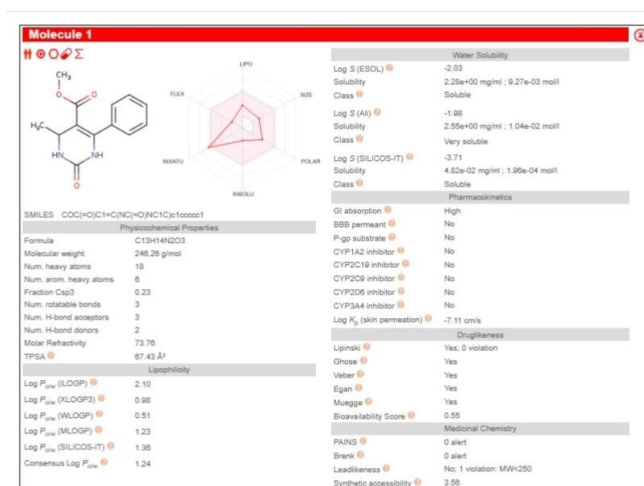 Molecule 1
LIPO
FLEX
SIZE
INSATU
POLAR
INSOLU
CH₃
O
O
H₃C
HN
NH
O
SMILES COC(=O)C1=C(NC(=O)NC1C)c1ccccc1
Physicochemical Properties
Formula C13H14N2O3
Molecular weight 246.26 g/mol
Num. heavy atoms 18
Num. arom. heavy atoms 6
Fraction Csp3 0.23
Num. rotatable bonds 3
Num. H-bond acceptors 3
Num. H-bond donors 2
Molar Refractivity 73.76
TPSA 67.43 Å²
Lipophilicity
Log Po/w (iLOGP) 2.10
Log Po/w (XLOGP3) 0.98
Log Po/w (WLOGP) 0.51
Log Po/w (MLOGP) 1.23
Log Po/w (SILICOS-IT) 1.36
Consensus Log Po/w 1.24
Water Solubility
Log S (ESOL) -2.03
Solubility 2.28e+00 mg/ml ; 9.27e-03 mol/l
Class Soluble
Log S (Ali) -1.98
Solubility 2.55e+00 mg/ml ; 1.04e-02 mol/l
Class Very soluble
Log S (SILICOS-IT) -3.71
Solubility 4.82e-02 mg/ml ; 1.96e-04 mol/l
Class Soluble
Pharmacokinetics
GI absorption High
BBB permeant No
P-gp substrate No
CYP1A2 inhibitor No
CYP2C19 inhibitor No
CYP2C9 inhibitor No
CYP2D6 inhibitor No
CYP3A4 inhibitor No
Log Kp (skin permeation) -7.11 cm/s
Druglikeness
Lipinski Yes; 0 violation
Ghose Yes
Veber Yes
Egan Yes
Muegge Yes
Bioavailability Score 0.55
Medicinal Chemistry
PAINS 0 alert
Brenk 0 alert
Leadlikeness No; 1 violation: MW<250
Synthetic accessibility 3.56